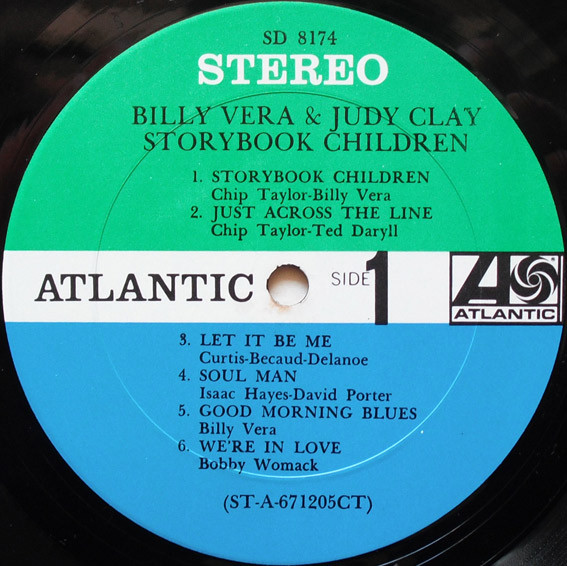 SD 8174
STEREO
BILLY VERA & JUDY CLAY
STORYBOOK CHILDREN
1. STORYBOOK CHILDREN
Chip Taylor-Billy Vera
2. JUST ACROSS THE LINE
Chip Taylor-Ted Daryll
ATLANTIC SIDE 1 A
ATLANTIC
3. LET IT BE ME
Curtis-Becaud-Delanoe
4. SOUL MAN
Isaac Hayes-David Porter
5. GOOD MORNING BLUES
Billy Vera
6. WE'RE IN LOVE
Bobby Womack
(ST-A-671205CT)